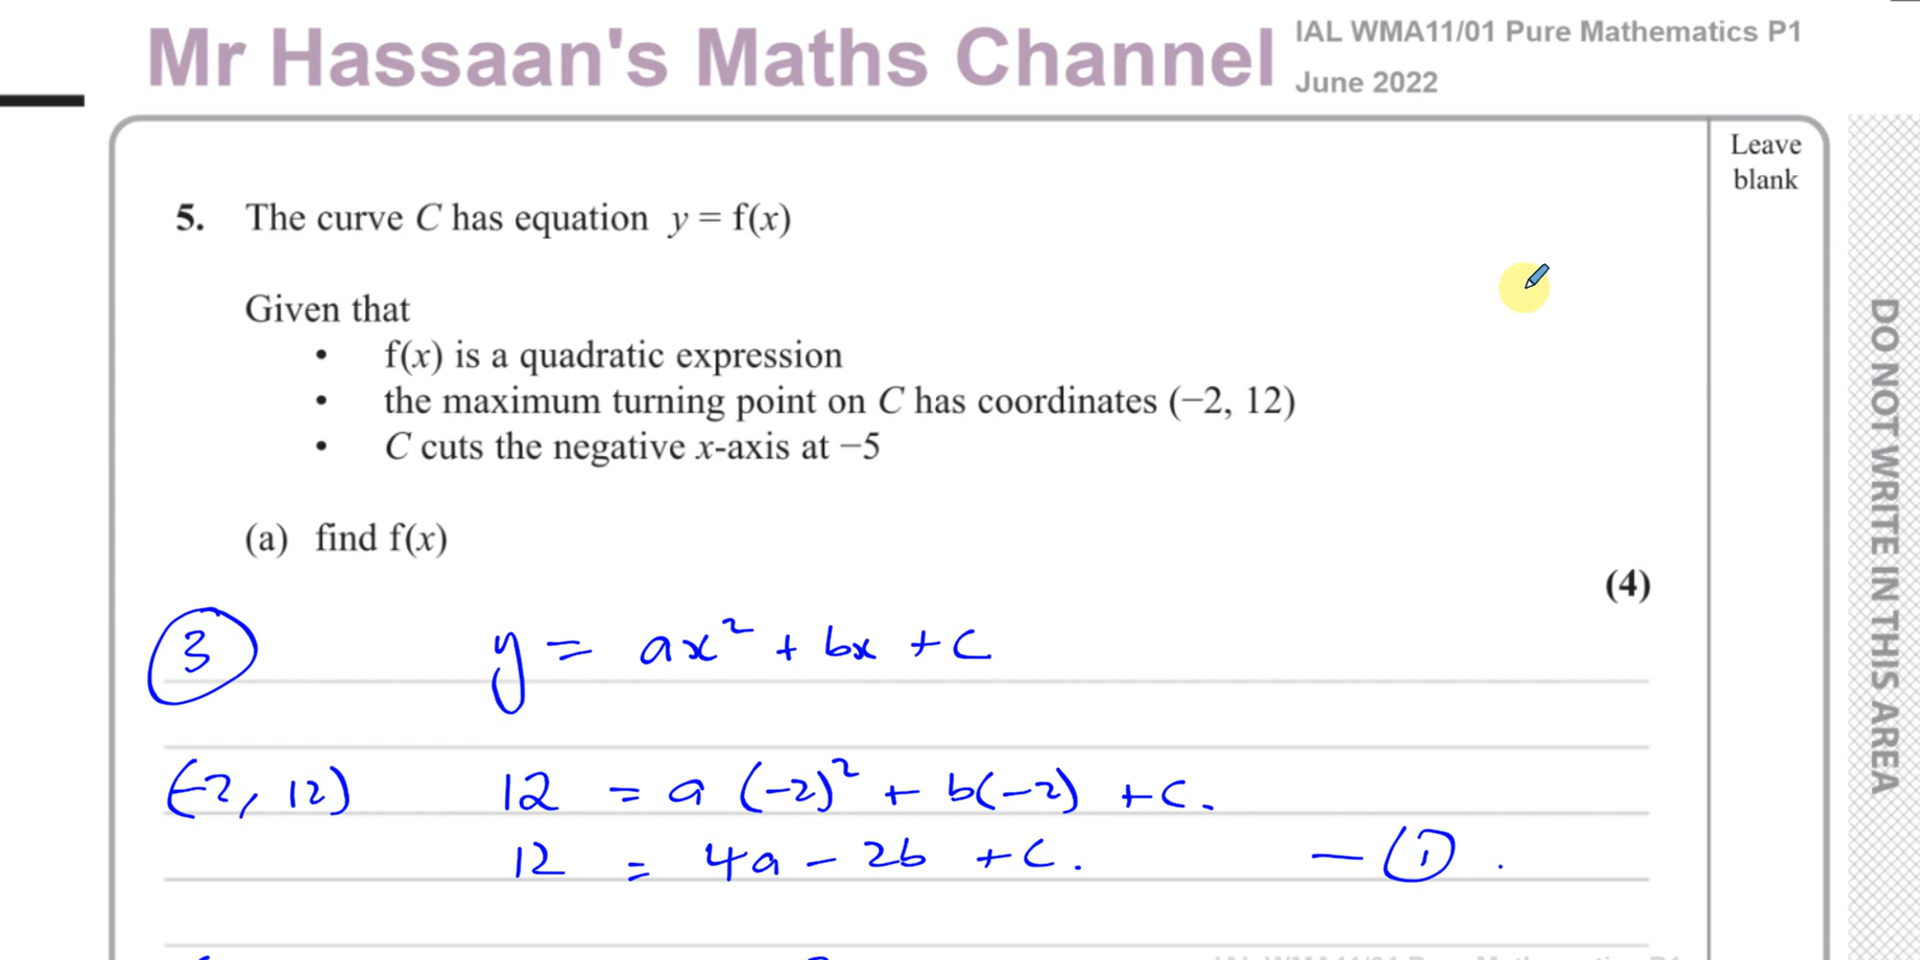 Mr Hassaan's Maths Channel
IAL WMA11/01 Pure Mathematics P1
June 2022
Leave
blank
5. The curve C has equation y = f(x)
Given that
• f(x) is a quadratic expression
• the maximum turning point on C has coordinates (−2, 12)
• C cuts the negative x-axis at −5
(a) find f(x)
(4)
③ y = ax² + bx + c
(-2, 12) 12 = a (-2)² + b(-2) + c.
12 = 4a - 2b + c. — ① .
DO NOT WRITE IN THIS AREA